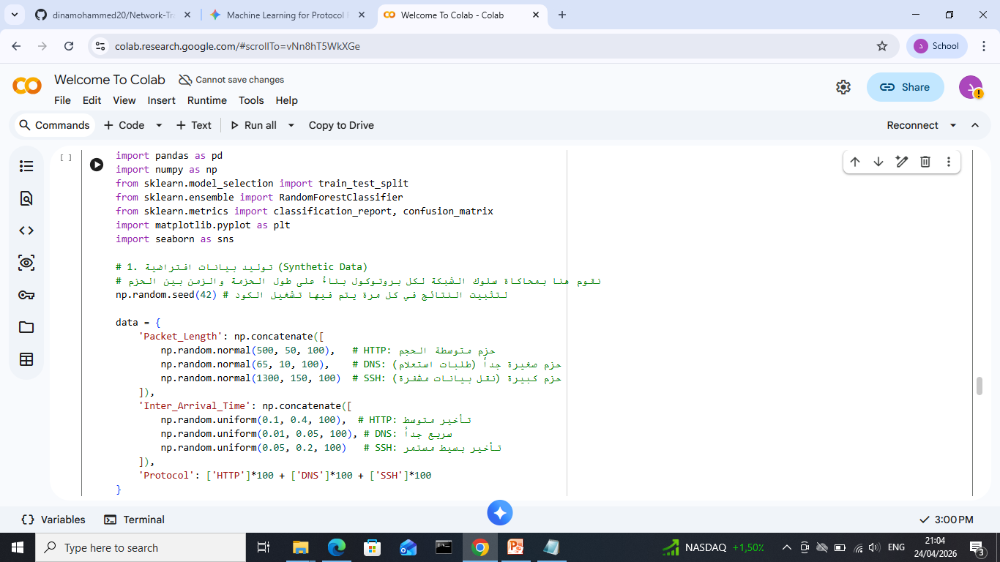 dinamohammed20/Network-Tra
Machine Learning for Protocol E
Welcome To Colab - Colab
colab.research.google.com/#scrollTo=vNn8hT5WkXGe
د
School
Welcome To Colab
Cannot save changes
File Edit View Insert Runtime Tools Help
Share
د
Commands + Code + Text Run all Copy to Drive
Reconnect
[ ]
import pandas as pd
import numpy as np
from sklearn.model_selection import train_test_split
from sklearn.ensemble import RandomForestClassifier
from sklearn.metrics import classification_report, confusion_matrix
import matplotlib.pyplot as plt
import seaborn as sns
# 1. توليد بيانات افتراضية (Synthetic Data)
# نقوم هنا بمحاكاة سلوك الشبكة لكل بروتوكول بناءً على طول الحزمة والزمن بين الحزم
np.random.seed(42) # لتثبيت النتائج في كل مرة يتم فيها تشغيل الكود
data = {
'Packet_Length': np.concatenate([
np.random.normal(500, 50, 100), # HTTP: حزم متوسطة الحجم
np.random.normal(65, 10, 100), # DNS: حزم صغيرة جداً (طلبات استعلام)
np.random.normal(1300, 150, 100) # SSH: حزم كبيرة (نقل بيانات مشفرة)
]),
'Inter_Arrival_Time': np.concatenate([
np.random.uniform(0.1, 0.4, 100), # HTTP: تأخير متوسط
np.random.uniform(0.01, 0.05, 100), # DNS: سريع جداً
np.random.uniform(0.05, 0.2, 100) # SSH: تأخير بسيط مستمر
]),
'Protocol': ['HTTP']*100 + ['DNS']*100 + ['SSH']*100
}
Variables
Terminal
3:00 PM
Type here to search
NASDAQ +1,50%
ENG
21:04
24/04/2026
3